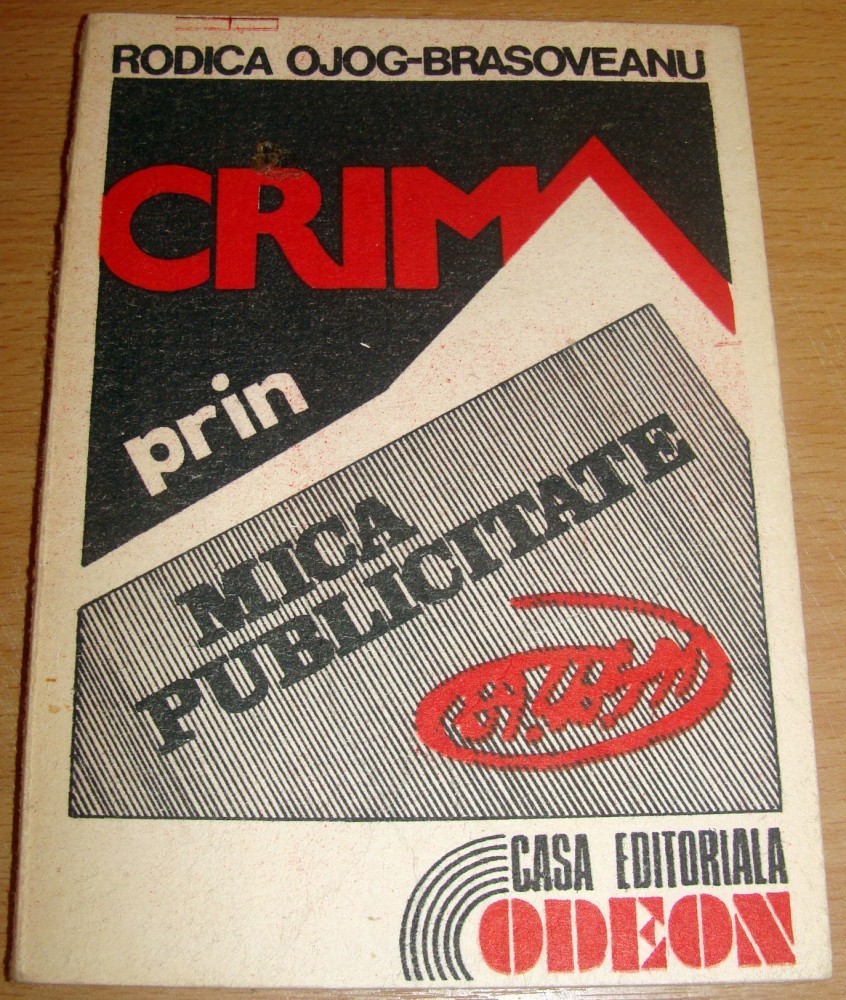 RODICA OJOG-BRASOVEANU
CRIMA
prin
MICA
PUBLICITATE
CASA EDITORIALA
ODEON